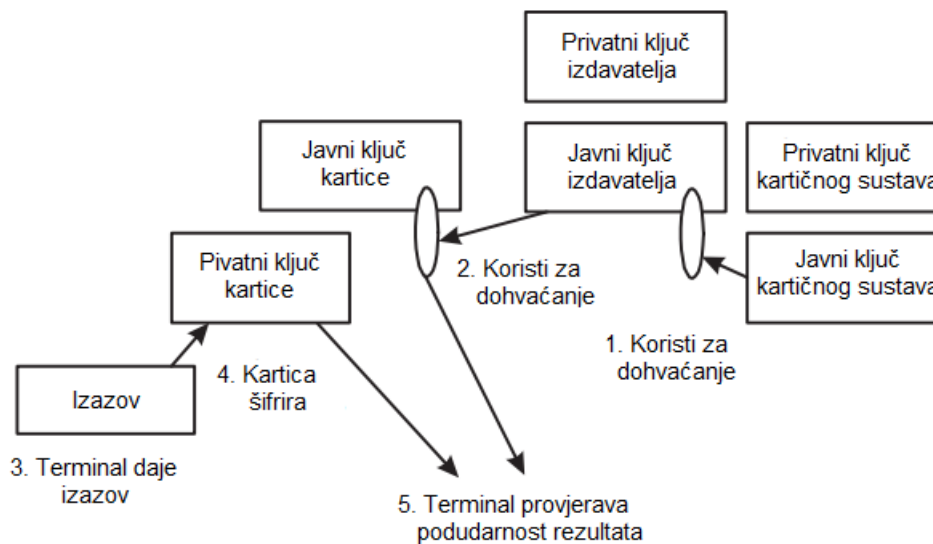 Privatni ključ
izdavatelja
Javni ključ
kartice
Javni ključ
izdavatelja
Privatni ključ
kartičnog sustava
Pivatni ključ
kartice
2. Koristi za
dohvaćanje
Javni ključ
kartičnog sustava
1. Koristi za
dohvaćanje
Izazov
4. Kartica
šifrira
3. Terminal daje
izazov
5. Terminal provjerava
podudarnost rezultata